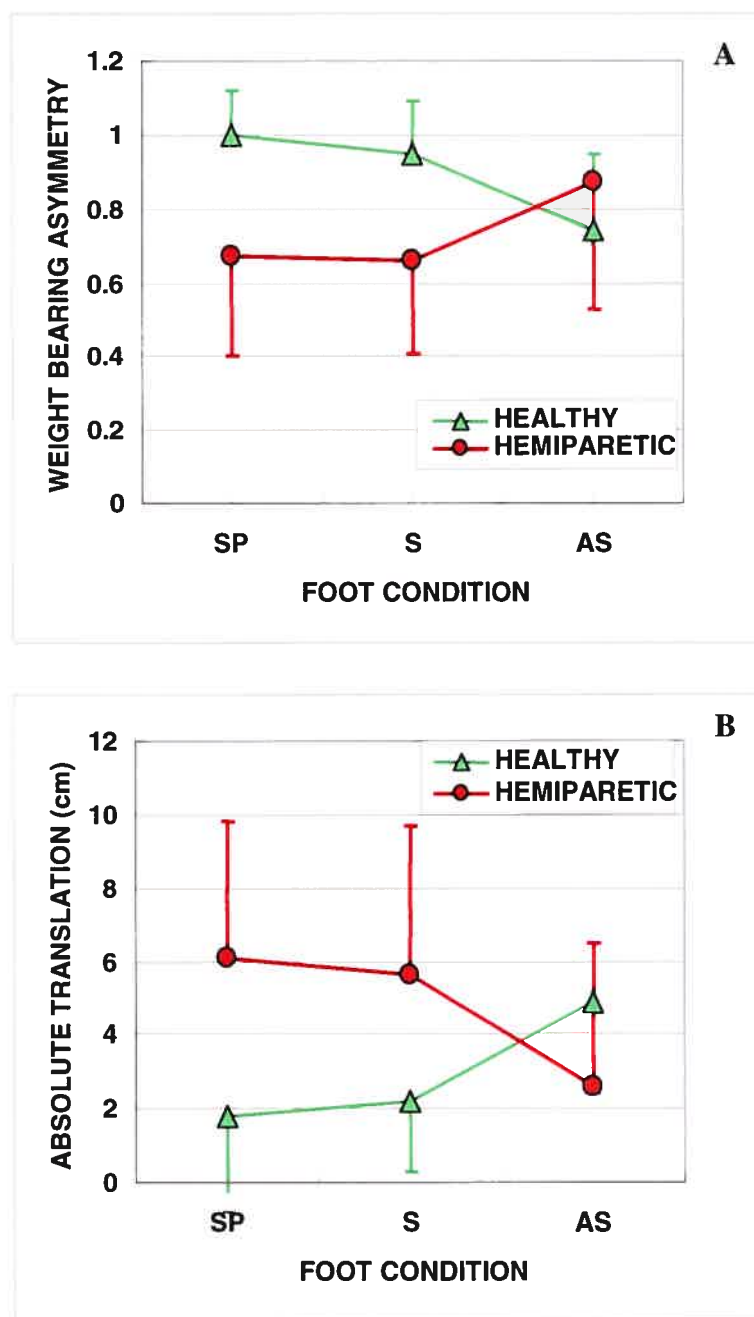 A
WEIGHT BEARING ASYMMETRY
1.2
1
0.8
0.6
0.4
0.2
0
HEALTHY
HEMIPARETIC
SP S AS
FOOT CONDITION
B
ABSOLUTE TRANSLATION (cm)
12
10
8
6
4
2
0
HEALTHY
HEMIPARETIC
SP S AS
FOOT CONDITION